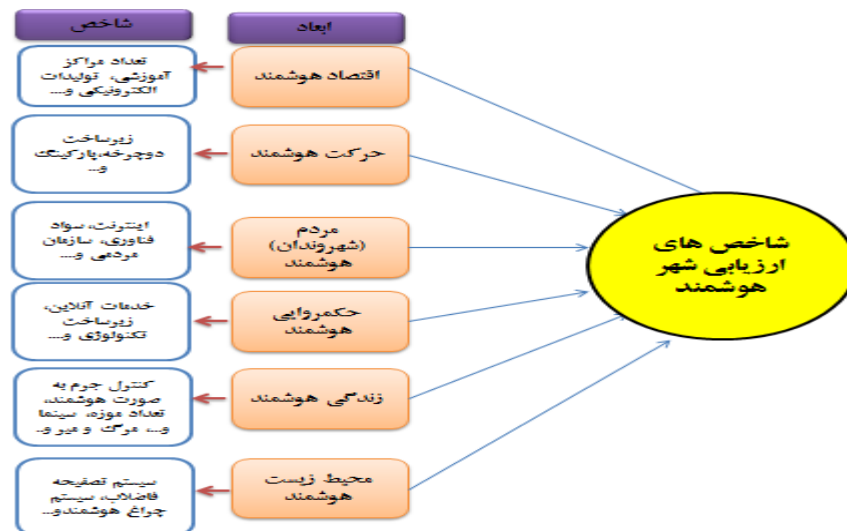 شاخص
ابعاد
تعداد مراکز
آموزشی، تولیدات
الکترونیکی و....
اقتصاد هوشمند
زیرساخت
دوچرخه،پارکینگ
و...
حرکت هوشمند
اینترنت، سواد
فناوری، سازمان
مردمی و....
مردم
(شهروندان)
هوشمند
خدمات آنلاین،
زیرساخت
تکنولوژی و....
حکمروایی
هوشمند
کنترل جرم به
صورت هوشمند،
تعداد موزه، سینما
و...، مرگ و میر و..
زندگی هوشمند
سیستم تصفیحه
فاضلاب، سیستم
چراغ هوشمندو...
محیط زیست
هوشمند
شاخص های
ارزیابی شهر
هوشمند